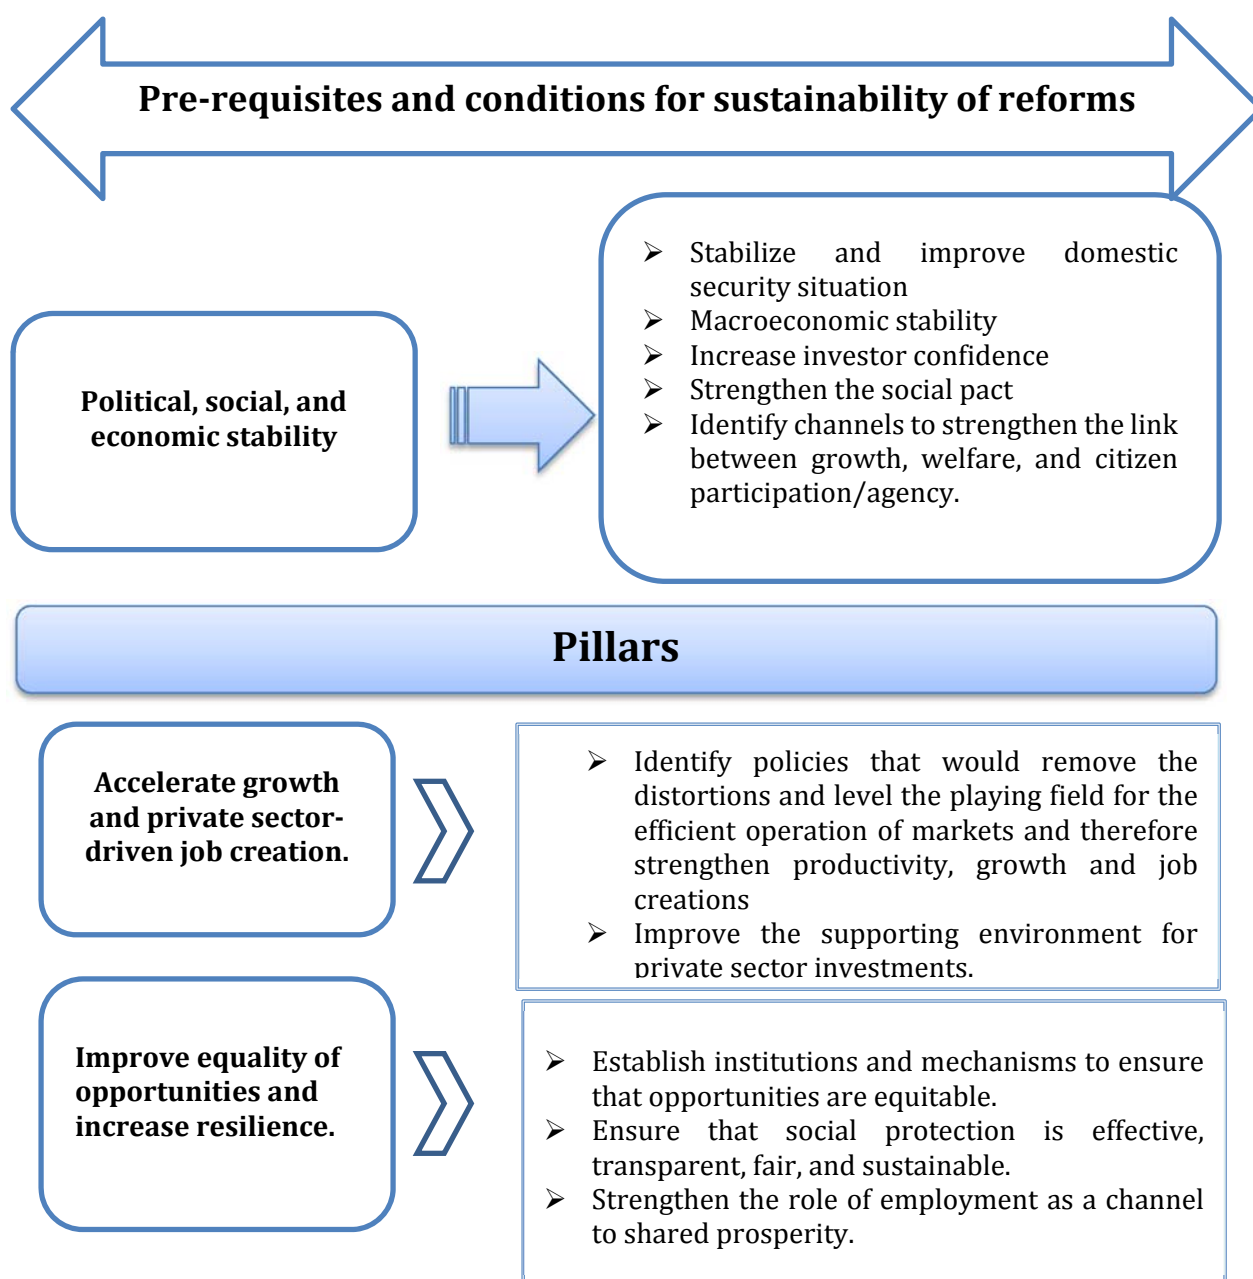 Pre-requisites and conditions for sustainability of reforms
Political, social, and
economic stability
➢ Stabilize and improve domestic
security situation
➢ Macroeconomic stability
➢ Increase investor confidence
➢ Strengthen the social pact
➢ Identify channels to strengthen the link
between growth, welfare, and citizen
participation/agency.
Pillars
Accelerate growth
and private sector-
driven job creation.
➢ Identify policies that would remove the
distortions and level the playing field for the
efficient operation of markets and therefore
strengthen productivity, growth and job
creations
➢ Improve the supporting environment for
private sector investments.
Improve equality of
opportunities and
increase resilience.
➢ Establish institutions and mechanisms to ensure
that opportunities are equitable.
➢ Ensure that social protection is effective,
transparent, fair, and sustainable.
➢ Strengthen the role of employment as a channel
to shared prosperity.